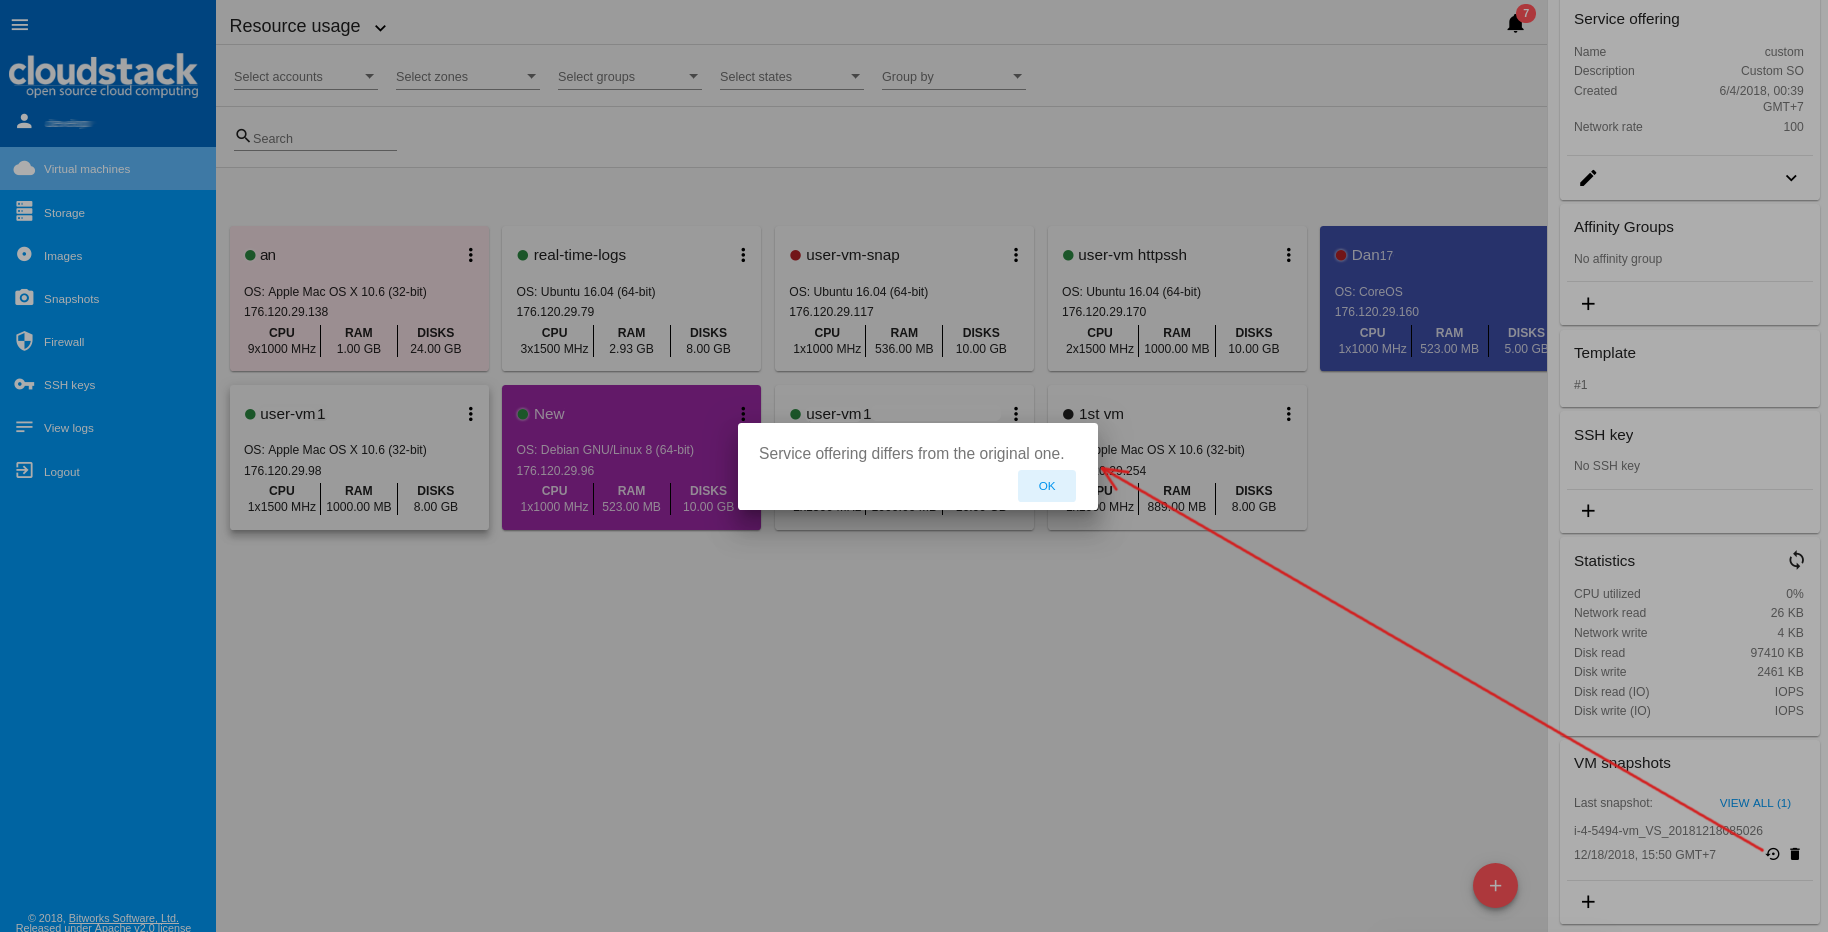 Resource usage
7
cloudstack
open source cloud computing
Virtual machines
Storage
Images
Snapshots
Firewall
SSH keys
View logs
Logout
© 2018, Bitworks Software, Ltd.
Released under Apache v2.0 license
Select accounts
Select zones
Select groups
Select states
Group by
Search
an
OS: Apple Mac OS X 10.6 (32-bit)
176.120.29.138
CPU RAM DISKS
9x1000 MHz 1.00 GB 24.00 GB
real-time-logs
OS: Ubuntu 16.04 (64-bit)
176.120.29.79
CPU RAM DISKS
3x1500 MHz 2.93 GB 8.00 GB
user-vm-snap
OS: Ubuntu 16.04 (64-bit)
176.120.29.117
CPU RAM DISKS
1x1000 MHz 536.00 MB 10.00 GB
user-vm httpssh
OS: Ubuntu 16.04 (64-bit)
176.120.29.170
CPU RAM DISKS
2x1500 MHz 1000.00 MB 10.00 GB
Dan17
OS: CoreOS
176.120.29.160
CPU RAM DISKS
1x1000 MHz 523.00 MB 5.00 GB
user-vm1
OS: Apple Mac OS X 10.6 (32-bit)
176.120.29.98
CPU RAM DISKS
1x1500 MHz 1000.00 MB 8.00 GB
New
OS: Debian GNU/Linux 8 (64-bit)
176.120.29.96
CPU RAM DISKS
1x1000 MHz 523.00 MB 10.00 GB
user-vm1
1st vm
Mac OS X 10.6 (32-bit)
RAM DISKS
MHz 889.00 MB 8.00 GB
Service offering differs from the original one.
OK
Service offering
Name custom
Description Custom SO
Created 6/4/2018, 00:39
GMT+7
Network rate 100
Affinity Groups
No affinity group
Template
#1
SSH key
No SSH key
Statistics
CPU utilized 0%
Network read 26 KB
Network write 4 KB
Disk read 97410 KB
Disk write 2461 KB
Disk read (IO) IOPS
Disk write (IO) IOPS
VM snapshots
Last snapshot: VIEW ALL (1)
i-4-5494-vm_VS_20181218085026
12/18/2018, 15:50 GMT+7